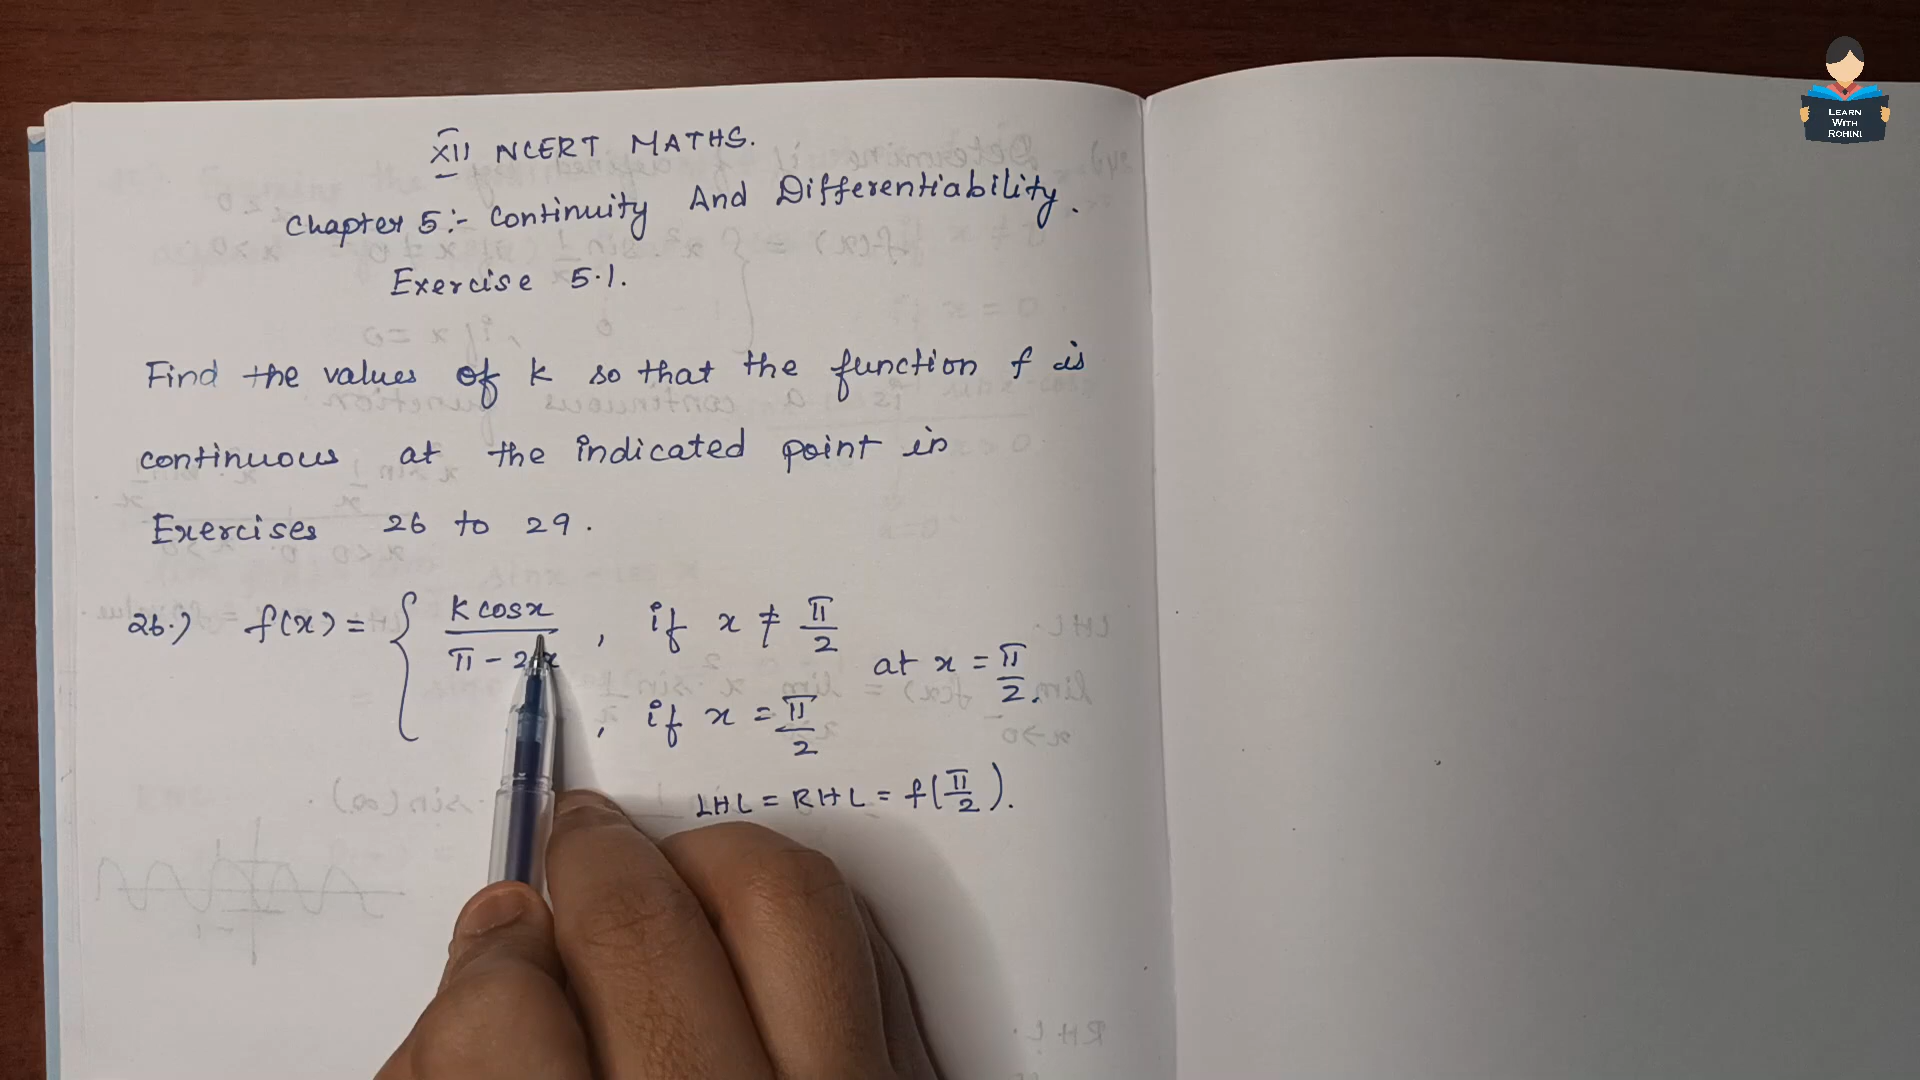 XII NCERT MATHS.
Chapter 5:- Continuity And Differentiability.
Exercise 5.1.
Find the values of k so that the function f is
continuous at the indicated point in
Exercises 26 to 29.
26.) f(x) = { k cosx / π - 2x , if x ≠ π/2
at x = π/2.
, if x = π/2
LHL = RHL = f(π/2).
LEARN
WITH
ROHINI